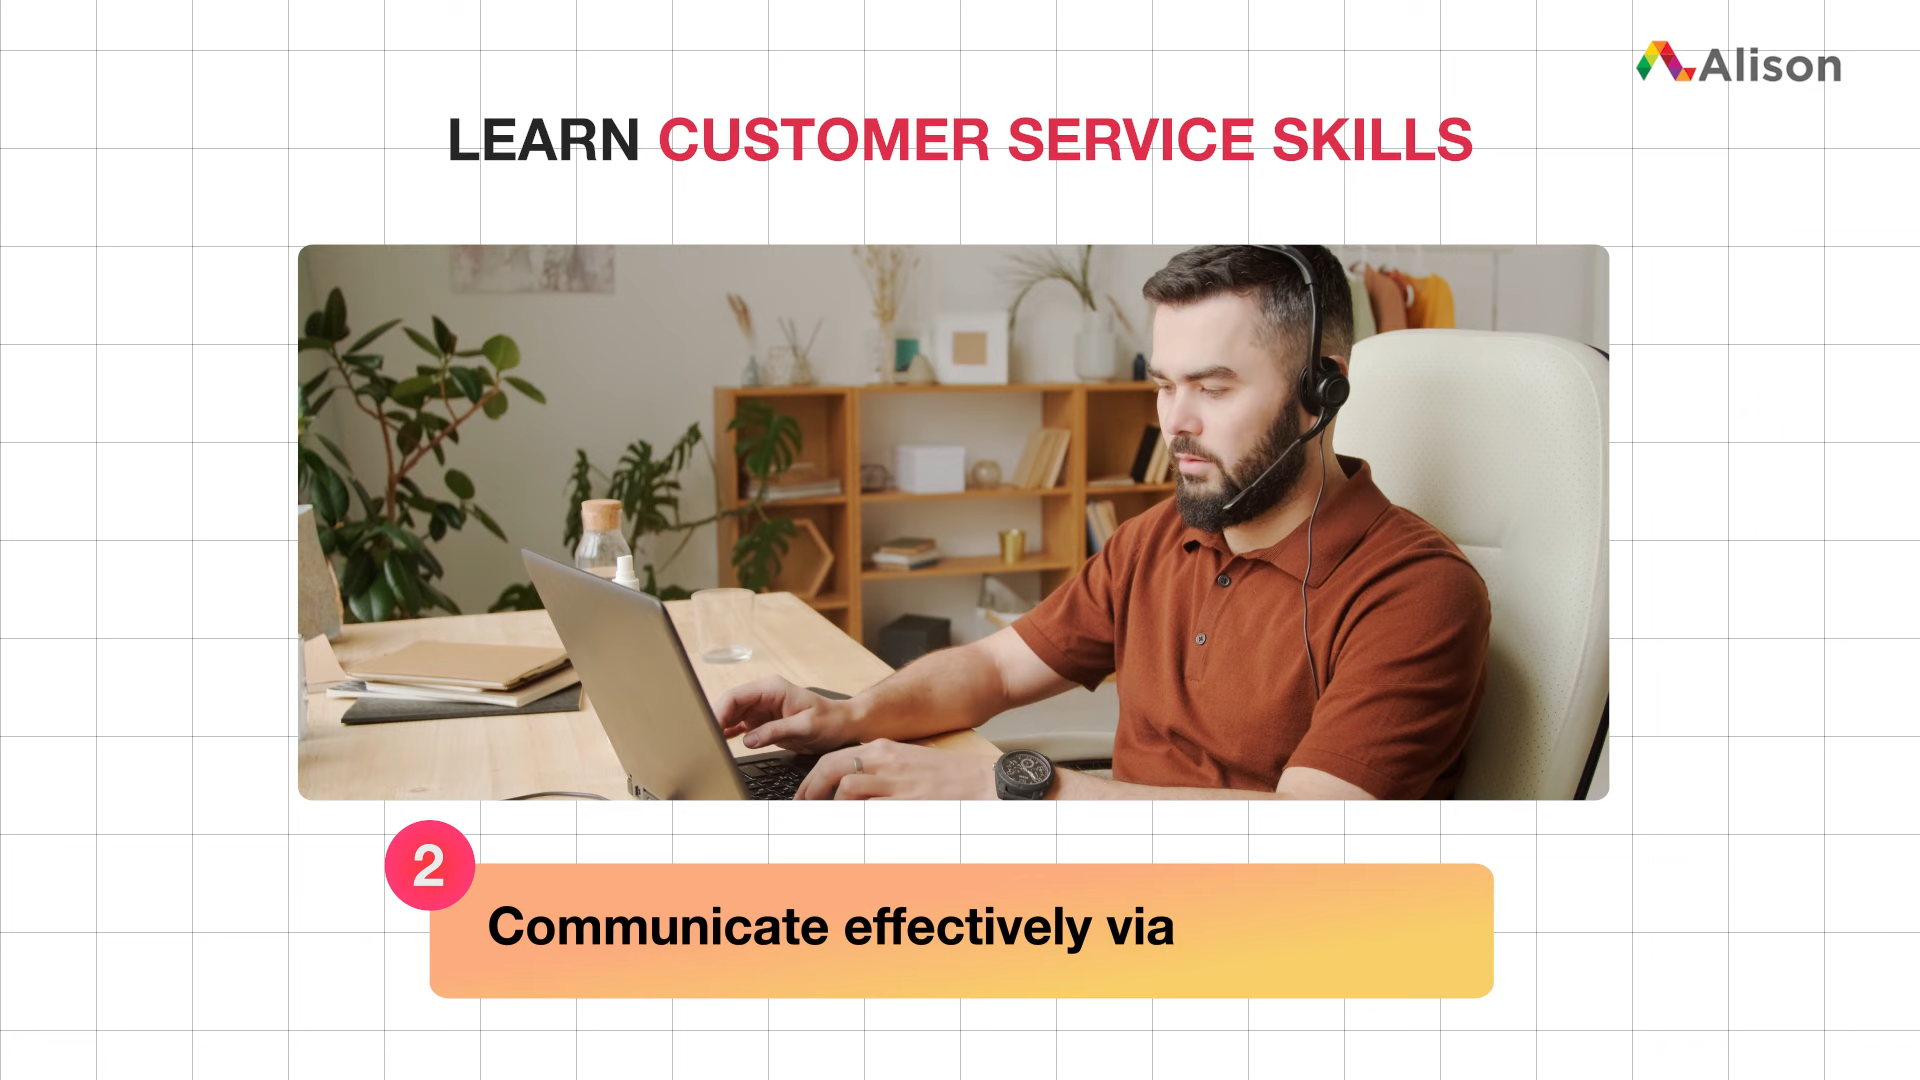 Alison
LEARN CUSTOMER SERVICE SKILLS
2
Communicate effectively via